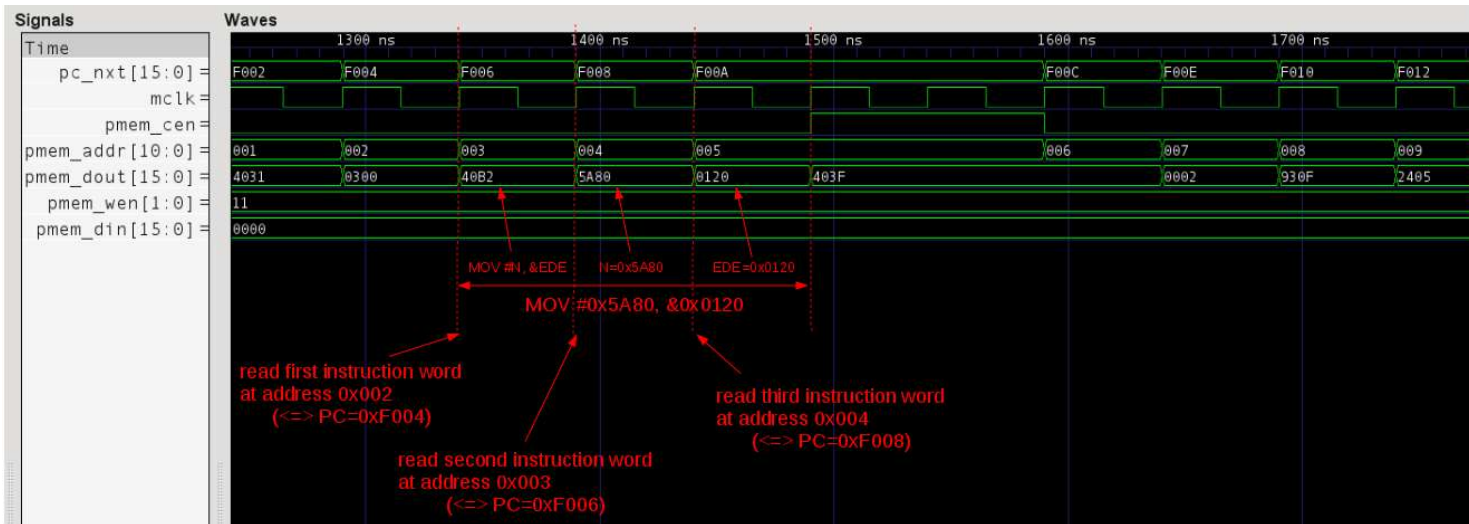 Signals Waves
Time 1300 ns 1400 ns 1500 ns 1600 ns 1700 ns
pc_nxt[15:0]= F002 F004 F006 F008 F00A F00C F00E F010 F012
mclk=
pmem_cen=
pmem_addr[10:0]= 001 002 003 004 005 006 007 008 009
pmem_dout[15:0]= 4031 0300 40B2 5A80 0120 403F 0002 930F 2405
pmem_wen[1:0]= 11
pmem_din[15:0]= 0000
MOV #N, &EDE N=0x5A80 EDE=0x0120
MOV #0x5A80, &0x0120
read first instruction word
at address 0x002
(<=> PC=0xF004)
read second instruction word
at address 0x003
(<=> PC=0xF006)
read third instruction word
at address 0x004
(<=> PC=0xF008)